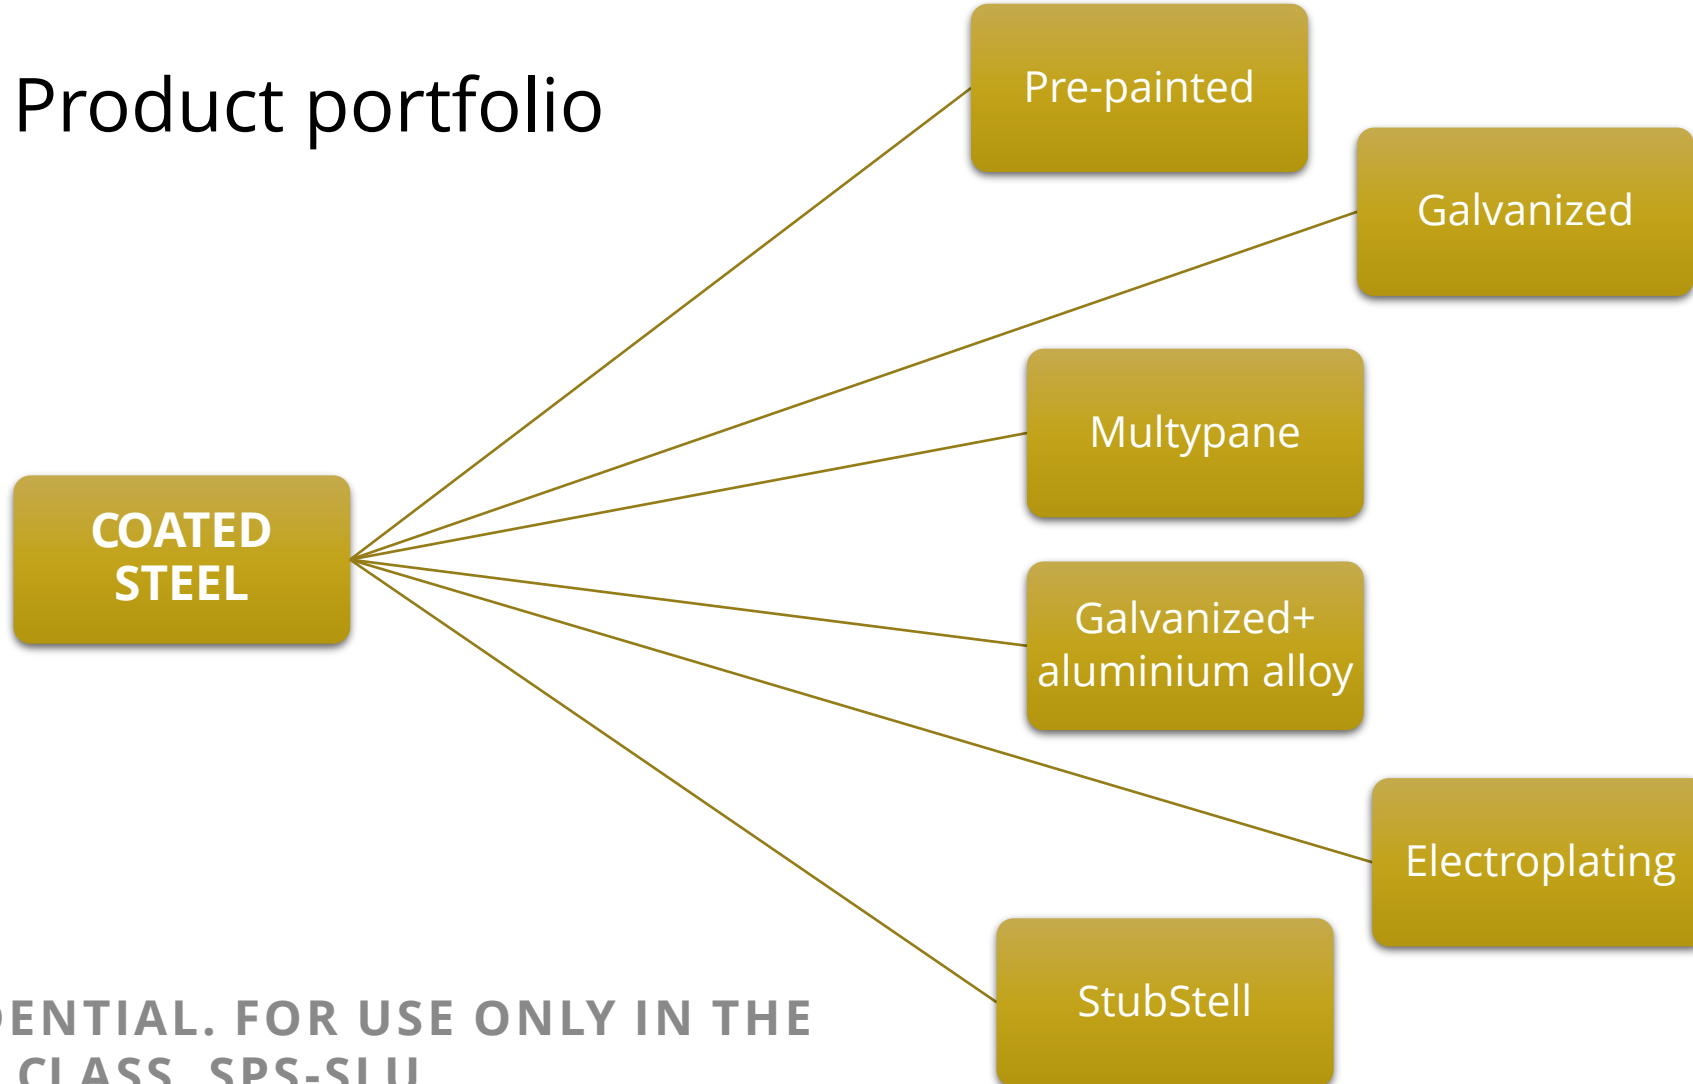 Product portfolio
Pre-painted
Galvanized
Multypane
COATED
STEEL
Galvanized+
aluminium alloy
Electroplating
StubStell
DENTIAL. FOR USE ONLY IN THE
CLASS SPS-SLU